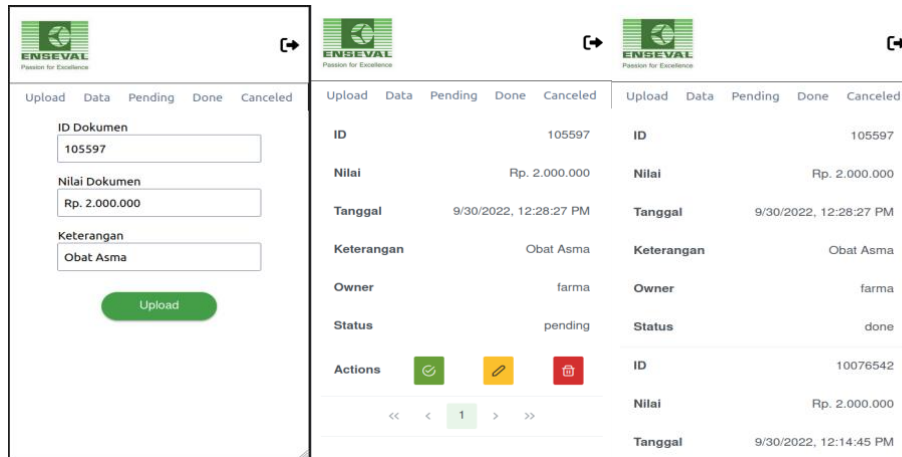 ENSEVAL
Passion for Excellence
Upload Data Pending Done Canceled
ID Dokumen
105597
Nilai Dokumen
Rp. 2.000.000
Keterangan
Obat Asma
Upload
ENSEVAL
Passion for Excellence
Upload Data Pending Done Canceled
ID 105597
Nilai Rp. 2.000.000
Tanggal 9/30/2022, 12:28:27 PM
Keterangan Obat Asma
Owner farma
Status pending
Actions
<< < 1 > >>
ENSEVAL
Passion for Excellence
Upload Data Pending Done Canceled
ID 105597
Nilai Rp. 2.000.000
Tanggal 9/30/2022, 12:28:27 PM
Keterangan Obat Asma
Owner farma
Status done
ID 10076542
Nilai Rp. 2.000.000
Tanggal 9/30/2022, 12:14:45 PM